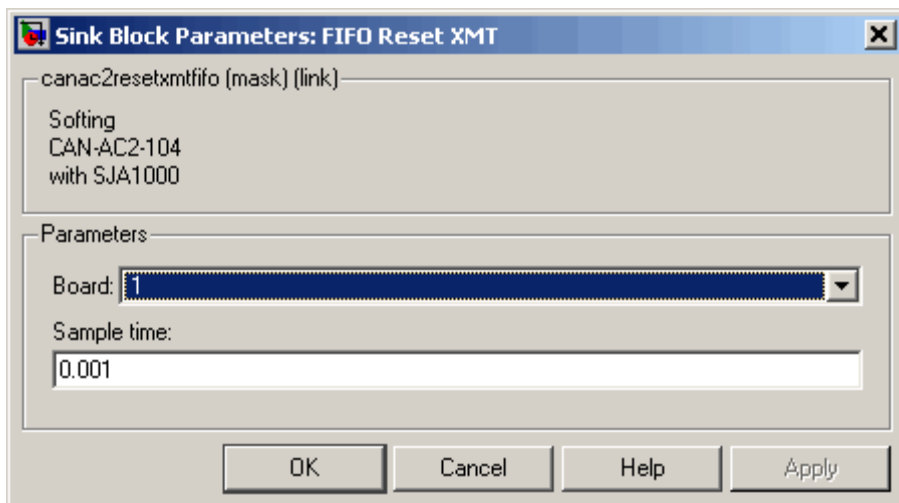 Sink Block Parameters: FIFO Reset XMT
canac2resetxmtfifo (mask) (link)
Softing
CAN-AC2-104
with SJA1000
Parameters
Board: 1
Sample time:
0.001
OK Cancel Help Apply